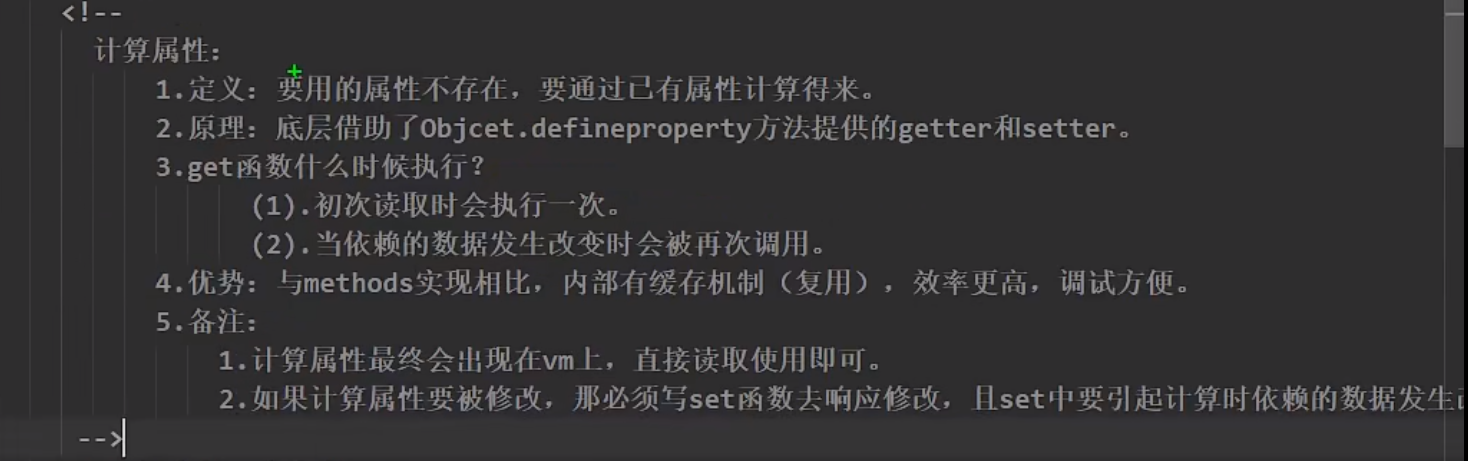 <!--
计算属性：
1.定义：要用的属性不存在，要通过已有属性计算得来。
2.原理：底层借助了Objcet.defineproperty方法提供的getter和setter。
3.get函数什么时候执行？
(1).初次读取时会执行一次。
(2).当依赖的数据发生改变时会被再次调用。
4.优势：与methods实现相比，内部有缓存机制（复用），效率更高，调试方便。
5.备注：
1.计算属性最终会出现在vm上，直接读取使用即可。
2.如果计算属性要被修改，那必须写set函数去响应修改，且set中要引起计算时依赖的数据发生
-->